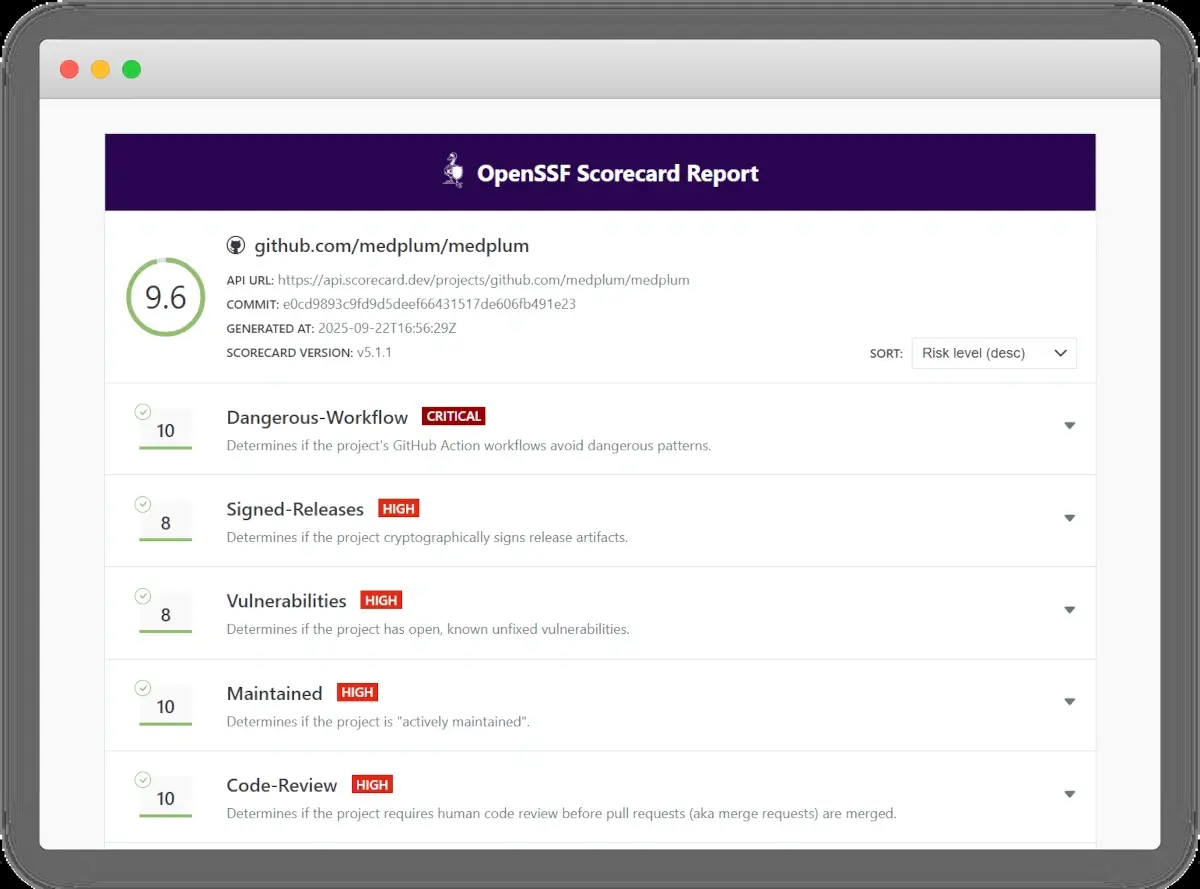 OpenSSF Scorecard Report
9.6
github.com/medplum/medplum
API URL: https://api.scorecard.dev/projects/github.com/medplum/medplum
COMMIT: e0cd9893c9fd9d5deef66431517de606fb491e23
GENERATED AT: 2025-09-22T16:56:29Z
SCORECARD VERSION: v5.1.1
SORT: Risk level (desc)
10
Dangerous-Workflow CRITICAL
Determines if the project's GitHub Action workflows avoid dangerous patterns.
8
Signed-Releases HIGH
Determines if the project cryptographically signs release artifacts.
8
Vulnerabilities HIGH
Determines if the project has open, known unfixed vulnerabilities.
10
Maintained HIGH
Determines if the project is "actively maintained".
10
Code-Review HIGH
Determines if the project requires human code review before pull requests (aka merge requests) are merged.